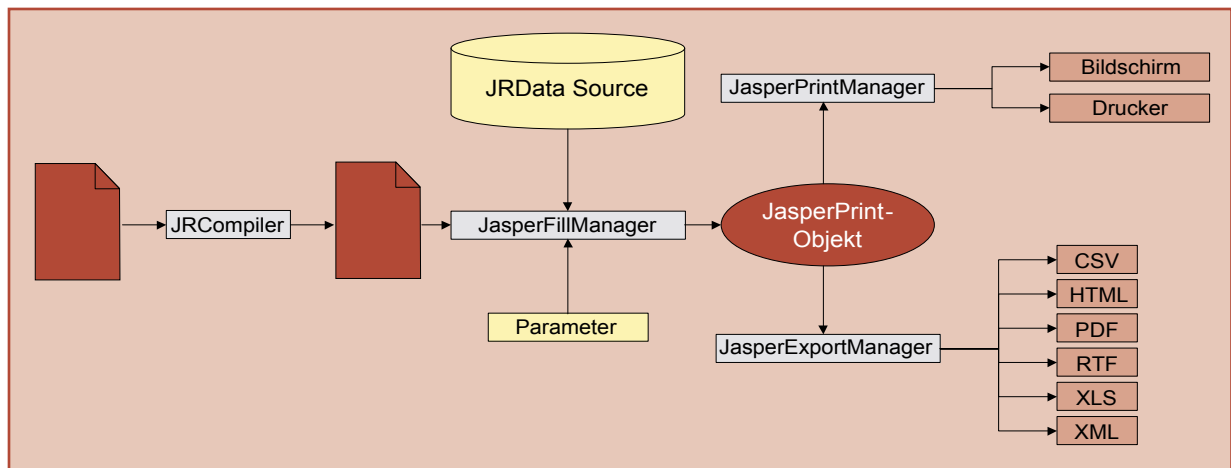 JRData Source
JasperPrintManager
Bildschirm
Drucker
JRCompiler
JasperFillManager
JasperPrint-
Objekt
Parameter
JasperExportManager
CSV
HTML
PDF
RTF
XLS
XML